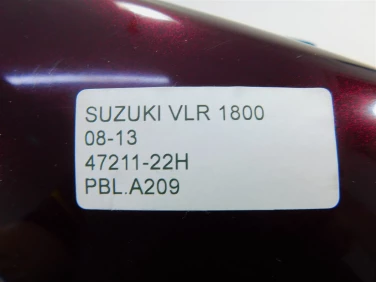 SUZUKI VLR 1800
08-13
47211-22H
PBL.A209